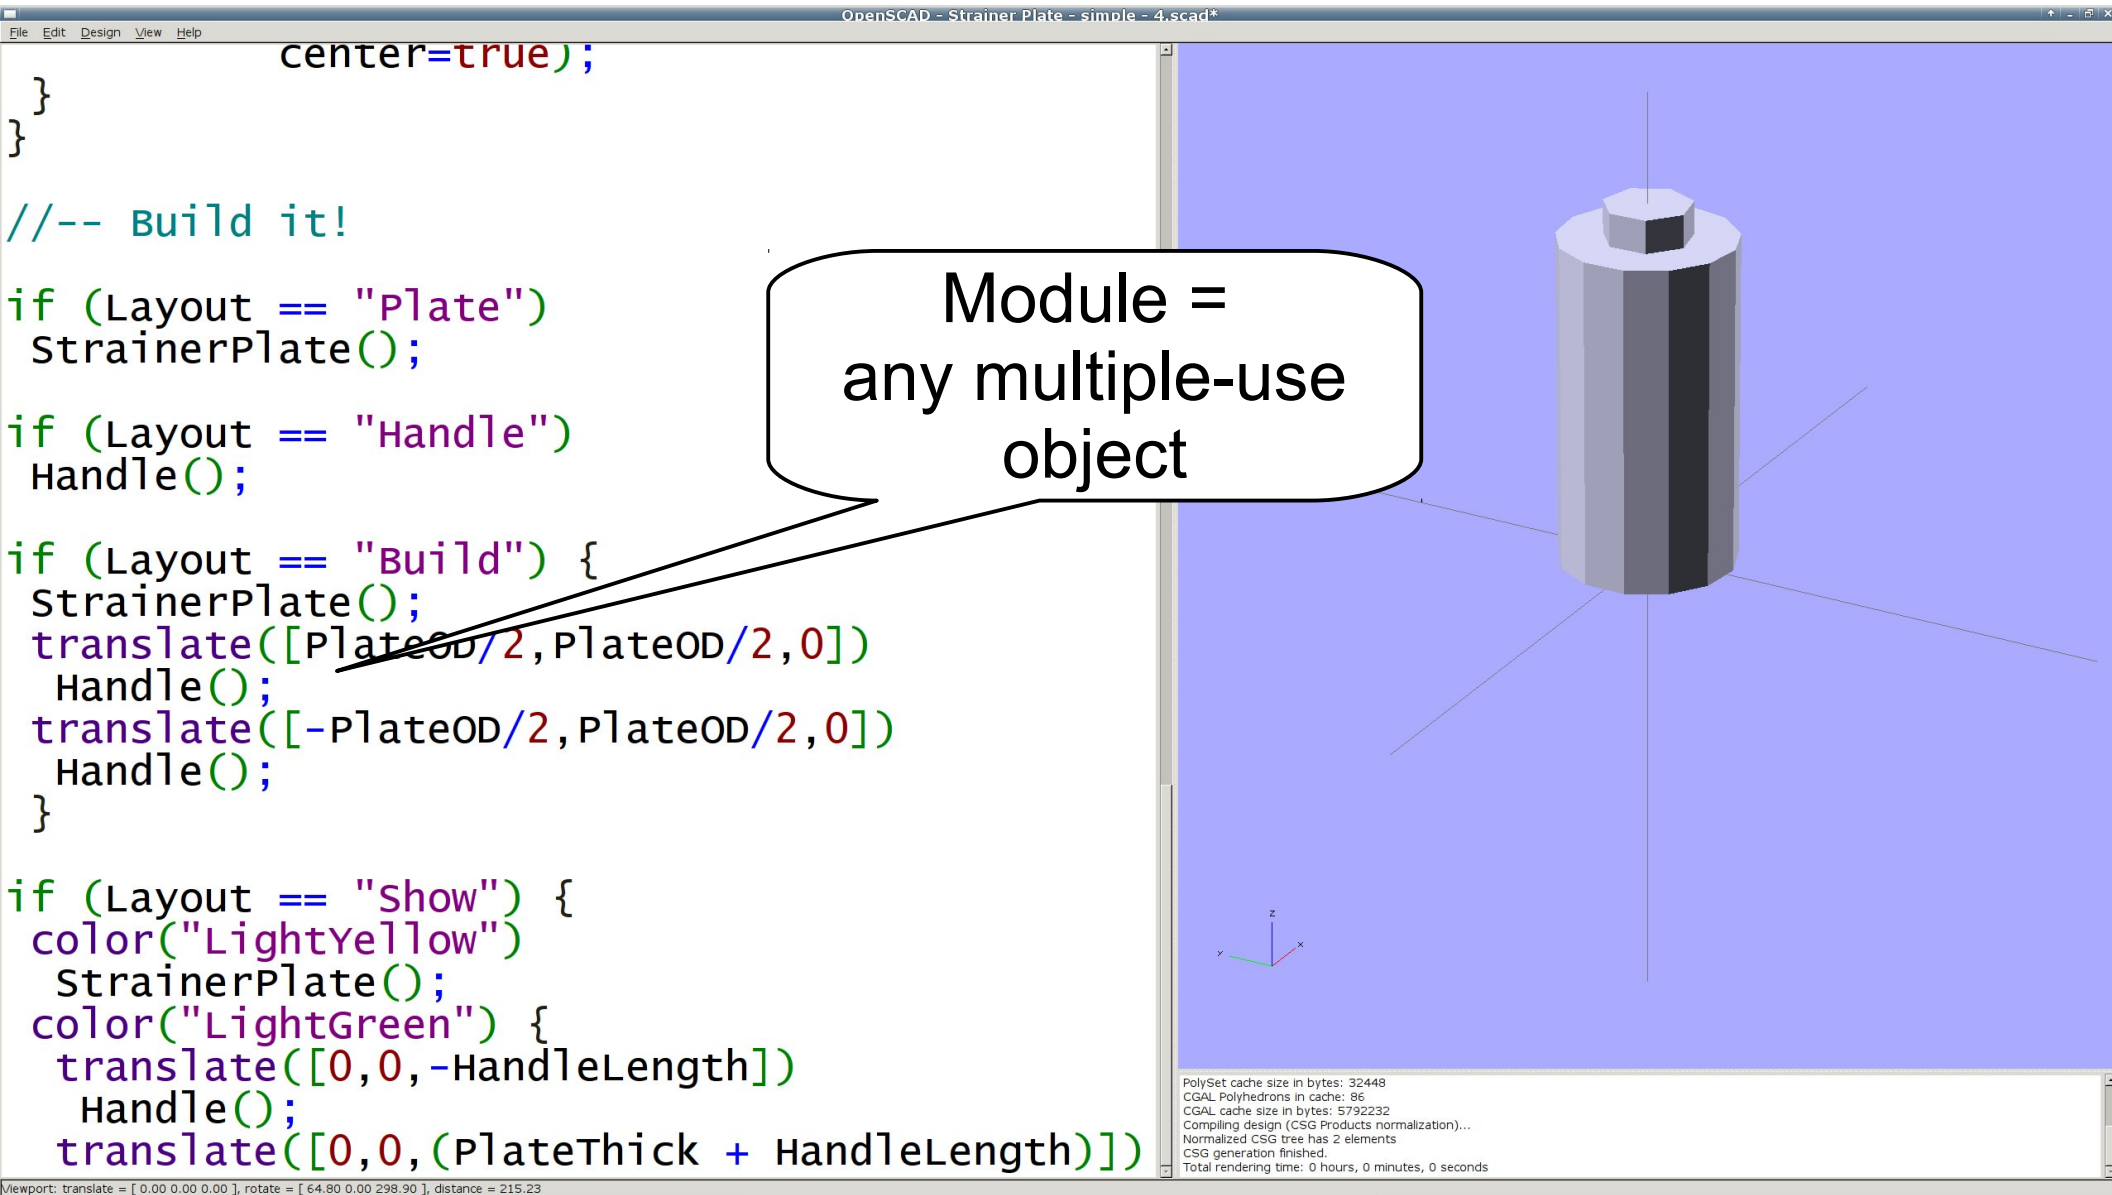 OpenSCAD - Strainer Plate - simple - 4.scad*
File Edit Design View Help
center=true);
}
}
//-- Build it!
if (Layout == "Plate")
StrainerPlate();
if (Layout == "Handle")
Handle();
if (Layout == "Build") {
StrainerPlate();
translate([PlateOD/2,PlateOD/2,0])
Handle();
translate([-PlateOD/2,PlateOD/2,0])
Handle();
}
if (Layout == "Show") {
color("LightYellow")
StrainerPlate();
color("LightGreen") {
translate([0,0,-HandleLength])
Handle();
translate([0,0,(PlateThick + HandleLength)])
Module =
any multiple-use
object
z
y
x
PolySet cache size in bytes: 32448
CGAL Polyhedrons in cache: 86
CGAL cache size in bytes: 5792232
Compiling design (CSG Products normalization)...
Normalized CSG tree has 2 elements
CSG generation finished.
Total rendering time: 0 hours, 0 minutes, 0 seconds
Viewport: translate = [ 0.00 0.00 0.00 ], rotate = [ 64.80 0.00 298.90 ], distance = 215.23